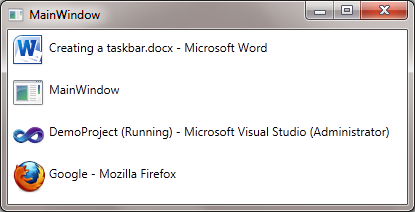 MainWindow
Creating a taskbar.docx - Microsoft Word
MainWindow
DemoProject (Running) - Microsoft Visual Studio (Administrator)
Google - Mozilla Firefox